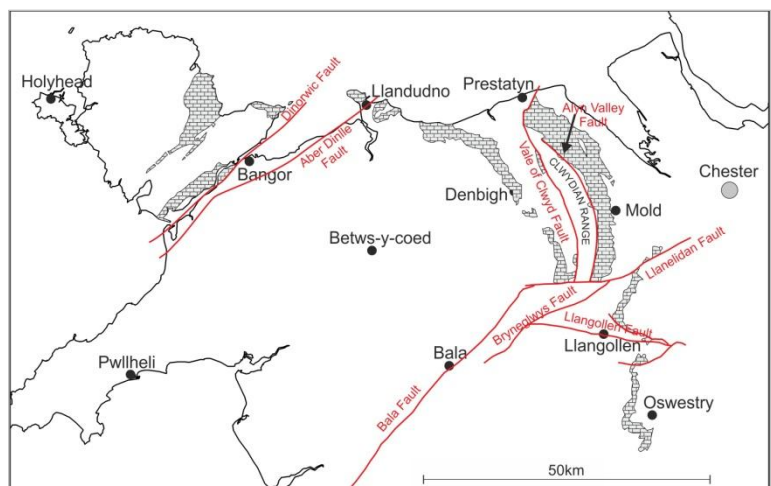 Holyhead
Llandudno
Prestatyn
Dinorwic Fault
Aber Dinlle
Fault
Alyn Valley
Fault
Bangor
Vale of Clwyd Fault
CLWYDIAN RANGE
Chester
Denbigh
Mold
Betws-y-coed
Llanelidan Fault
Bryneglwys Fault
Llangollen Fault
Llangollen
Bala
Pwllheli
Bala Fault
Oswestry
50km